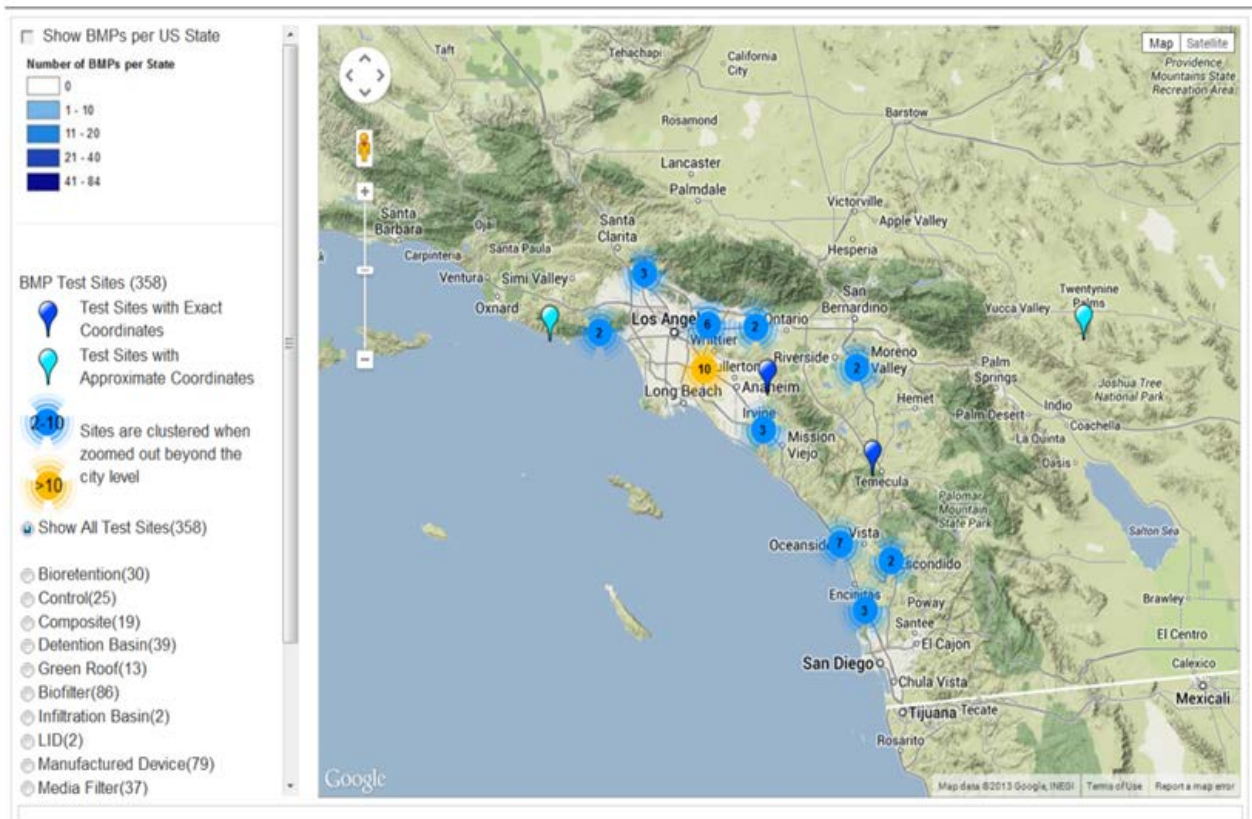 Show BMPs per US State
Number of BMPs per State
0
1 - 10
11 - 20
21 - 40
41 - 84
BMP Test Sites (358)
Test Sites with Exact
Coordinates
Test Sites with
Approximate Coordinates
2-10
Sites are clustered when
zoomed out beyond the
city level
>10
Show All Test Sites(358)
Bioretention(30)
Control(25)
Composite(19)
Detention Basin(39)
Green Roof(13)
Biofilter(86)
Infiltration Basin(2)
LID(2)
Manufactured Device(79)
Media Filter(37)
Map Satellite
Taft
Tehachapi
California
City
Providence
Mountains State
Recreation Area
Barstow
Rosamond
Lancaster
Palmdale
Victorville
Apple Valley
Hesperia
Santa
Barbara
Ojai
Santa
Clarita
Carpinteria
Santa Paula
Ventura
Simi Valley
3
San
Bernardino
Twentynine
Palms
Yucca Valley
Oxnard
2
Los Angel
6
2
Ontario
Whittier
Riverside
Moreno
Valley
2
Palm
Springs
Joshua Tree
National Park
10
ullerton
Anaheim
Long Beach
Hemet
Palm Desert
Indio
Coachella
Irvine
3
Mission
Viejo
La Quinta
Oasis
Temecula
Palomar
Mountain
State Park
Salton Sea
Oceansid
7
Vista
2
scondido
Encinitas
3
Poway
Brawley
Santee
El Cajon
El Centro
San Diego
Calexico
Chula Vista
Mexicali
Tijuana
Tecate
Rosarito
Google
Map data ©2013 Google, INEGI
Terms of Use
Report a map error